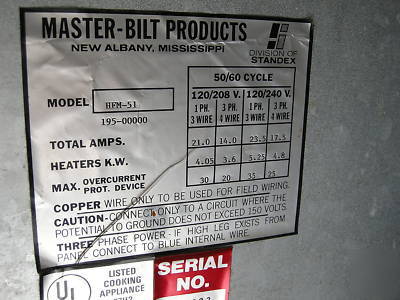 MASTER-BILT PRODUCTS
NEW ALBANY, MISSISSIPPI
DIVISION OF
STANDEX
50/60 CYCLE
120/208 V. 120/240 V.
MODEL HFM-51 1 PH. 3 PH. 1 PH. 3 PH.
195-00000 3 WIRE 4 WIRE 3 WIRE 4 WIRE
TOTAL AMPS. 21.0 14.0 23.5 17.5
HEATERS K.W. 4.05 3.6 5.25 4.8
MAX. OVERCURRENT PROT. DEVICE 30 20 35 25
COPPER WIRE ONLY TO BE USED FOR FIELD WIRING.
CAUTION-CONNECT ONLY TO A CIRCUIT WHERE THE
POTENTIAL TO GROUND DOES NOT EXCEED 150 VOLTS
THREE PHASE POWER - IF HIGH LEG EXISTS FROM
PANEL - CONNECT TO BLUE INTERNAL WIRE.
UL
LISTED
COOKING
APPLIANCE
SERIAL
NO.